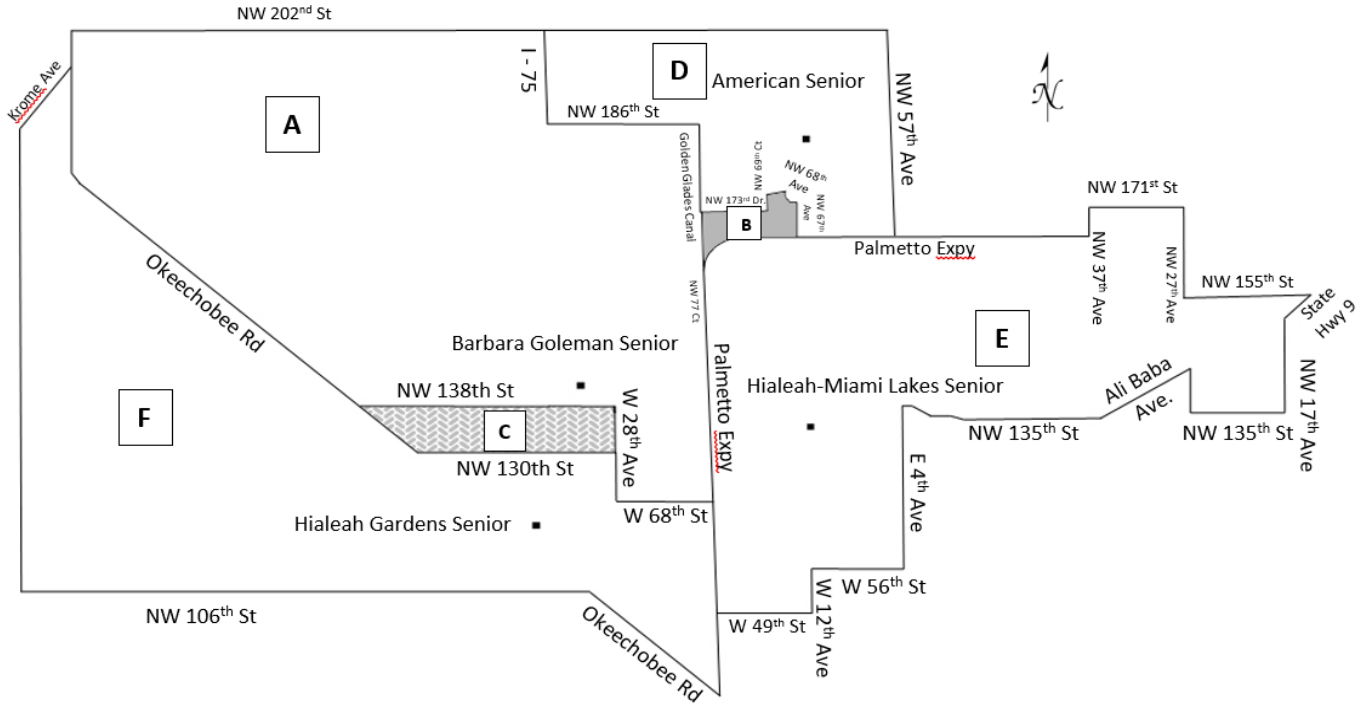 NW 202nd St
Krome Ave
I - 75
D
American Senior
A
NW 186th St
NW 57th Ave
N
Golden Glades Canal
NW 69th Ct
NW 68th
Ave
NW 67th
Ave
NW 173rd Dr.
B
NW 171st St
Palmetto Expy
NW 37th Ave
NW 27th Ave
NW 155th St
State
Hwy 9
Okeechobee Rd
NW 77 Ct
E
Barbara Goleman Senior
Palmetto Expy
Hialeah-Miami Lakes Senior
Ali Baba
Ave.
NW 17th Ave
NW 138th St
F
C
W 28th Ave
NW 135th St
NW 135th St
NW 130th St
E 4th Ave
Hialeah Gardens Senior
W 68th St
W 56th St
NW 106th St
Okeechobee Rd
W 49th St
W 12th Ave